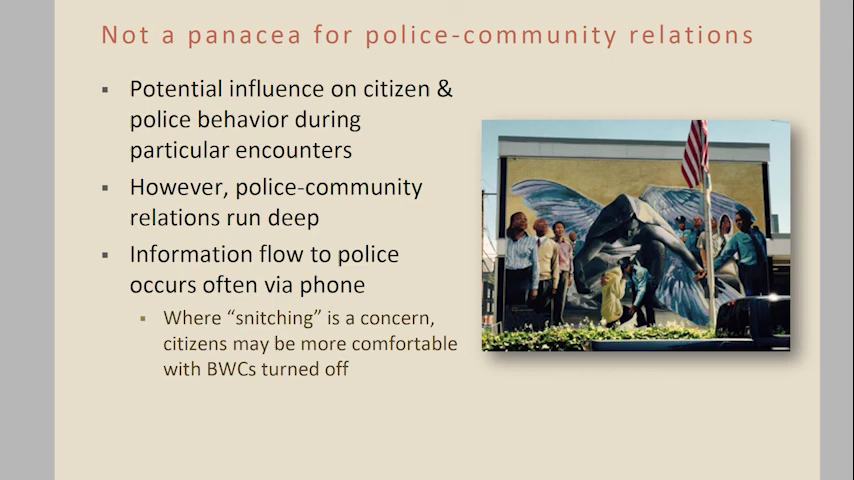 Not a panacea for police-community relations
▪ Potential influence on citizen &
police behavior during
particular encounters
▪ However, police-community
relations run deep
▪ Information flow to police
occurs often via phone
▪ Where “snitching” is a concern,
citizens may be more comfortable
with BWCs turned off